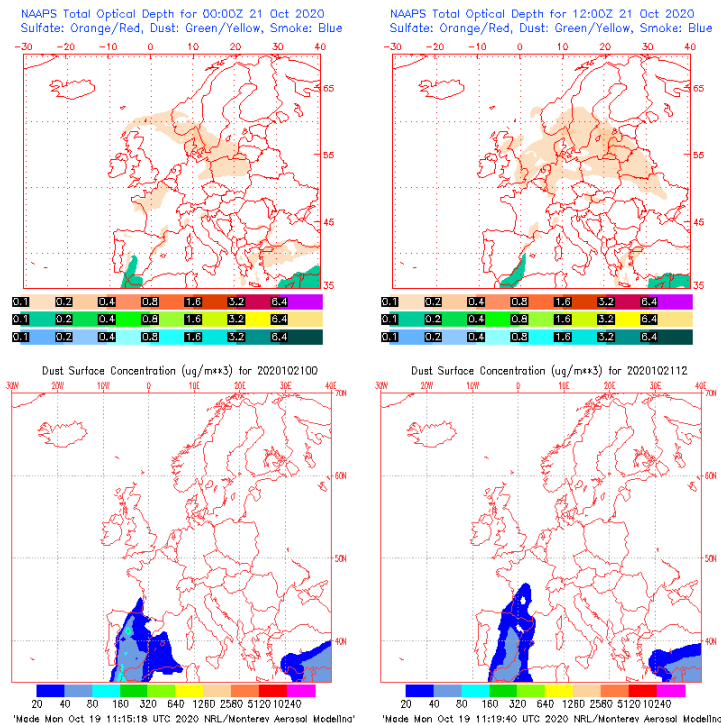 NAAPS Total Optical Depth for 00:00Z 21 Oct 2020
Sulfate: Orange/Red, Dust: Green/Yellow, Smoke: Blue
-30 -20 -10 0 10 20 30 40
65
55
45
35
0.1 0.2 0.4 0.8 1.6 3.2 6.4
0.1 0.2 0.4 0.8 1.6 3.2 6.4
0.1 0.2 0.4 0.8 1.6 3.2 6.4
NAAPS Total Optical Depth for 12:00Z 21 Oct 2020
Sulfate: Orange/Red, Dust: Green/Yellow, Smoke: Blue
-30 -20 -10 0 10 20 30 40
65
55
45
35
0.1 0.2 0.4 0.8 1.6 3.2 6.4
0.1 0.2 0.4 0.8 1.6 3.2 6.4
0.1 0.2 0.4 0.8 1.6 3.2 6.4
Dust Surface Concentration (ug/m**3) for 2020102100
30W 20W 10W 0 10E 20E 30E 40E
70N
60N
50N
40N
20 40 80 160 320 640 1260 2580 5120 10240
'Made Mon Oct 19 11:15:18 UTC 2020 NRL/Monterey Aerosol Modeling'
Dust Surface Concentration (ug/m**3) for 2020102112
30W 20W 10W 0 10E 20E 30E 40E
70N
60N
50N
40N
20 40 80 160 320 640 1280 2580 5120 10240
'Made Mon Oct 19 11:19:40 UTC 2020 NRL/Monterey Aerosol Modeling'